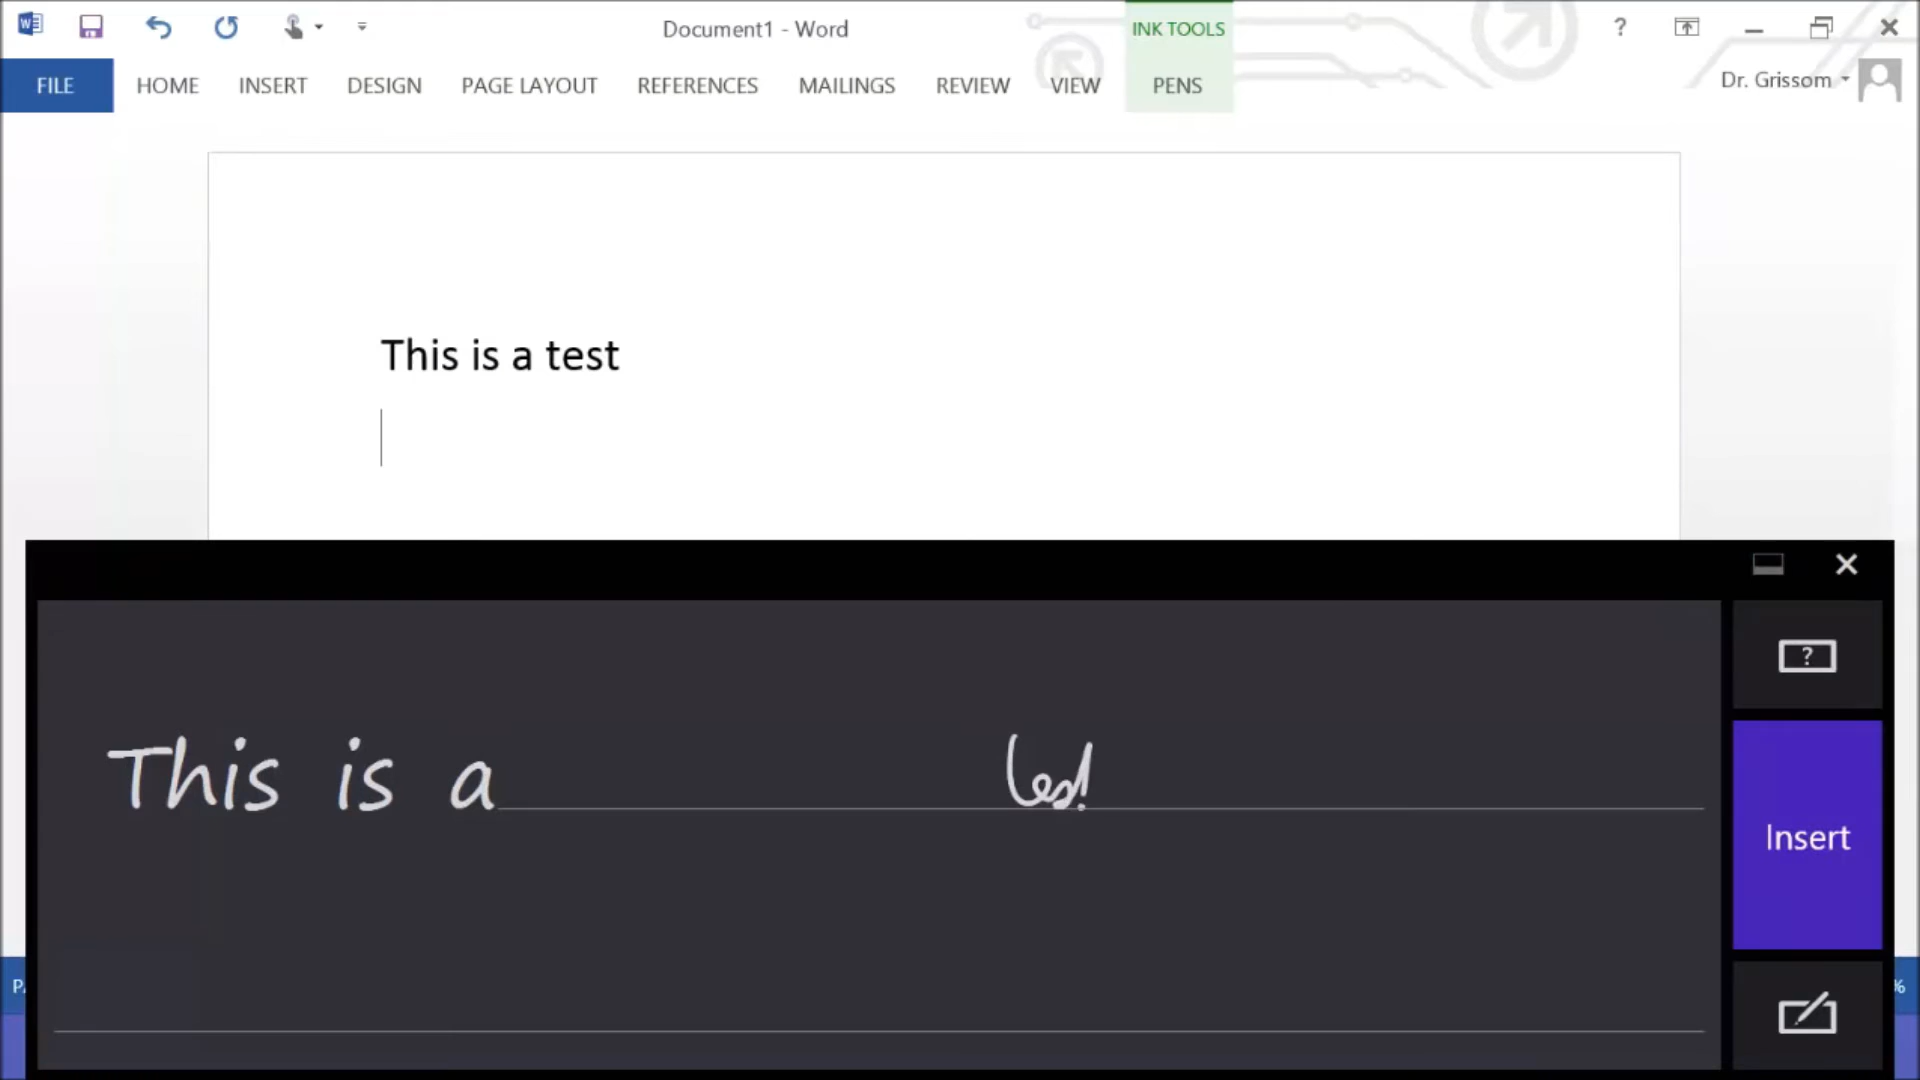 Document1 - Word
INK TOOLS
?
FILE
HOME
INSERT
DESIGN
PAGE LAYOUT
REFERENCES
MAILINGS
REVIEW
VIEW
PENS
Dr. Grissom
This is a test
?
This is a
Insert
%